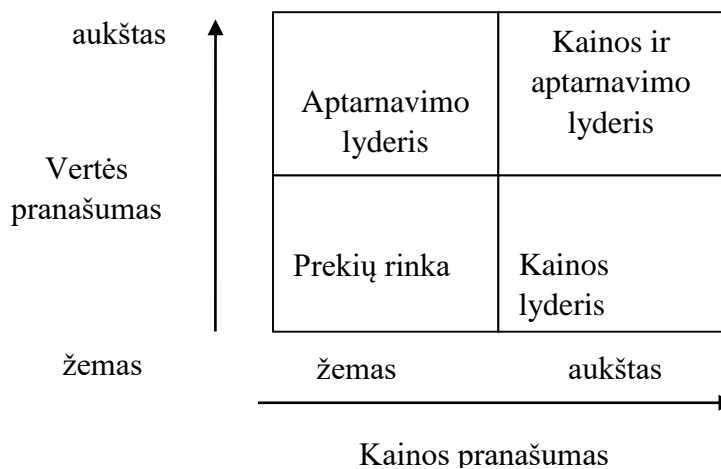 aukštas
Kainos ir
aptarnavimo
lyderis
Aptarnavimo
lyderis
Vertės
pranašumas
Prekių rinka
Kainos
lyderis
žemas
žemas
aukštas
Kainos pranašumas